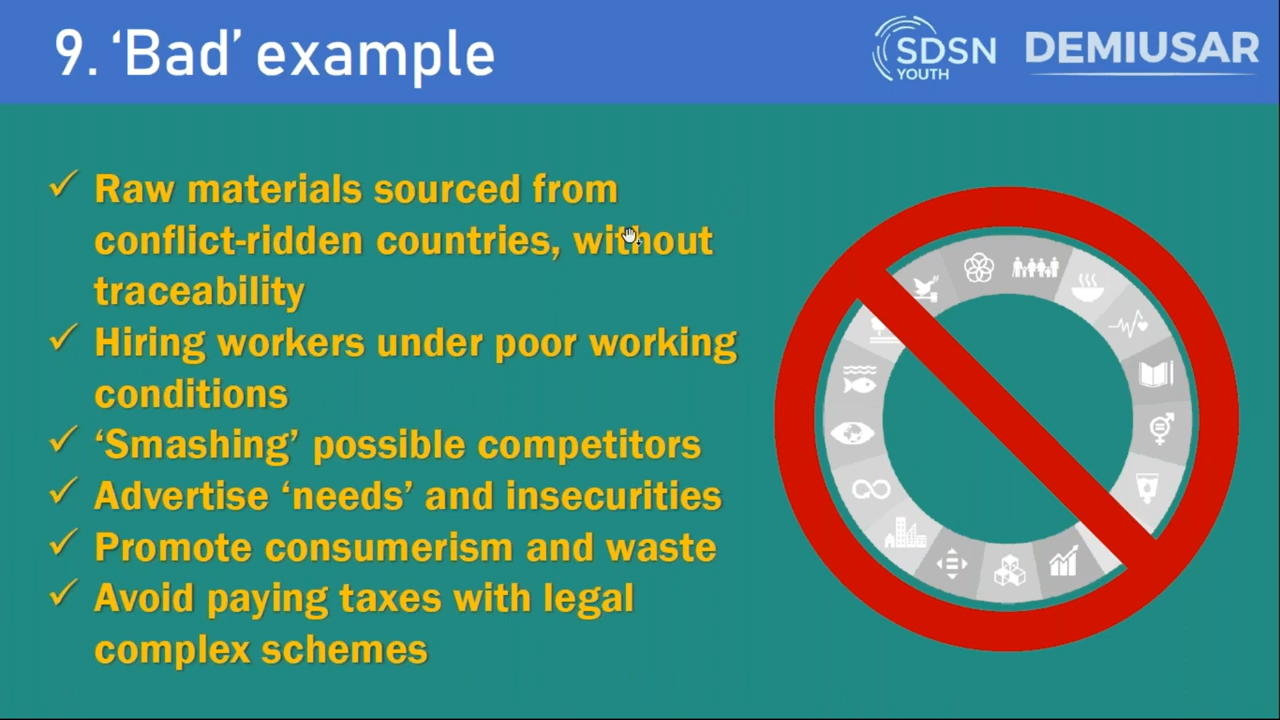 9. ‘Bad’ example
SDSN
YOUTH
DEMIUSAR
Raw materials sourced from
conflict-ridden countries, without
traceability
Hiring workers under poor working
conditions
‘Smashing’ possible competitors
Advertise ‘needs’ and insecurities
Promote consumerism and waste
Avoid paying taxes with legal
complex schemes